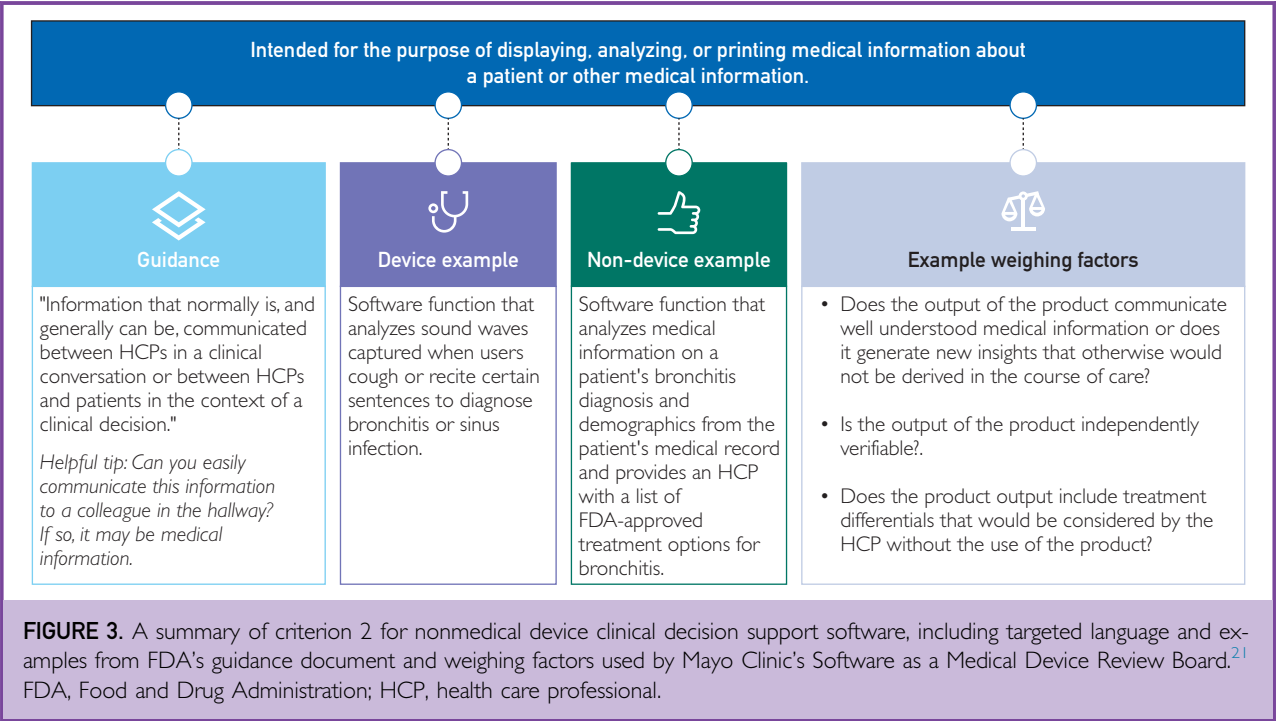 Intended for the purpose of displaying, analyzing, or printing medical information about
a patient or other medical information.
Guidance
"Information that normally is, and
generally can be, communicated
between HCPs in a clinical
conversation or between HCPs
and patients in the context of a
clinical decision."
Helpful tip: Can you easily
communicate this information
to a colleague in the hallway?
If so, it may be medical
information.
Device example
Software function that
analyzes sound waves
captured when users
cough or recite certain
sentences to diagnose
bronchitis or sinus
infection.
Non-device example
Software function that
analyzes medical
information on a
patient's bronchitis
diagnosis and
demographics from the
patient's medical record
and provides an HCP
with a list of
FDA-approved
treatment options for
bronchitis.
Example weighing factors
• Does the output of the product communicate
well understood medical information or does
it generate new insights that otherwise would
not be derived in the course of care?
• Is the output of the product independently
verifiable?.
• Does the product output include treatment
differentials that would be considered by the
HCP without the use of the product?
FIGURE 3. A summary of criterion 2 for nonmedical device clinical decision support software, including targeted language and ex-
amples from FDA's guidance document and weighing factors used by Mayo Clinic's Software as a Medical Device Review Board.21
FDA, Food and Drug Administration; HCP, health care professional.